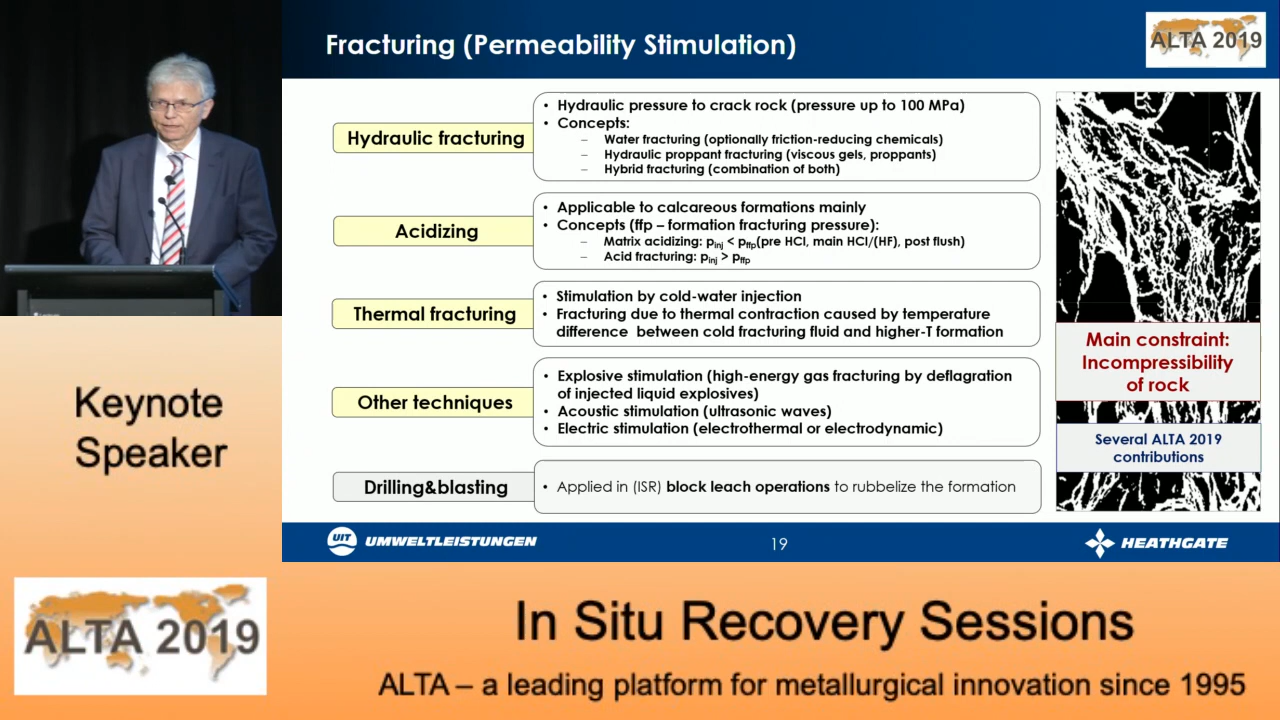 Fracturing (Permeability Stimulation)
ALTA 2019
Hydraulic fracturing
• Hydraulic pressure to crack rock (pressure up to 100 MPa)
• Concepts:
– Water fracturing (optionally friction-reducing chemicals)
– Hydraulic proppant fracturing (viscous gels, proppants)
– Hybrid fracturing (combination of both)
Acidizing
• Applicable to calcareous formations mainly
• Concepts (ffp – formation fracturing pressure):
– Matrix acidizing: pinj < pffp(pre HCl, main HCl/(HF), post flush)
– Acid fracturing: pinj > pffp
Thermal fracturing
• Stimulation by cold-water injection
• Fracturing due to thermal contraction caused by temperature
difference between cold fracturing fluid and higher-T formation
Other techniques
• Explosive stimulation (high-energy gas fracturing by deflagration
of injected liquid explosives)
• Acoustic stimulation (ultrasonic waves)
• Electric stimulation (electrothermal or electrodynamic)
Drilling&blasting
• Applied in (ISR) block leach operations to rubbelize the formation
Main constraint:
Incompressibility
of rock
Several ALTA 2019
contributions
UIT UMWELTLEISTUNGEN
19
HEATHGATE
Keynote
Speaker
ALTA 2019
In Situ Recovery Sessions
ALTA – a leading platform for metallurgical innovation since 1995